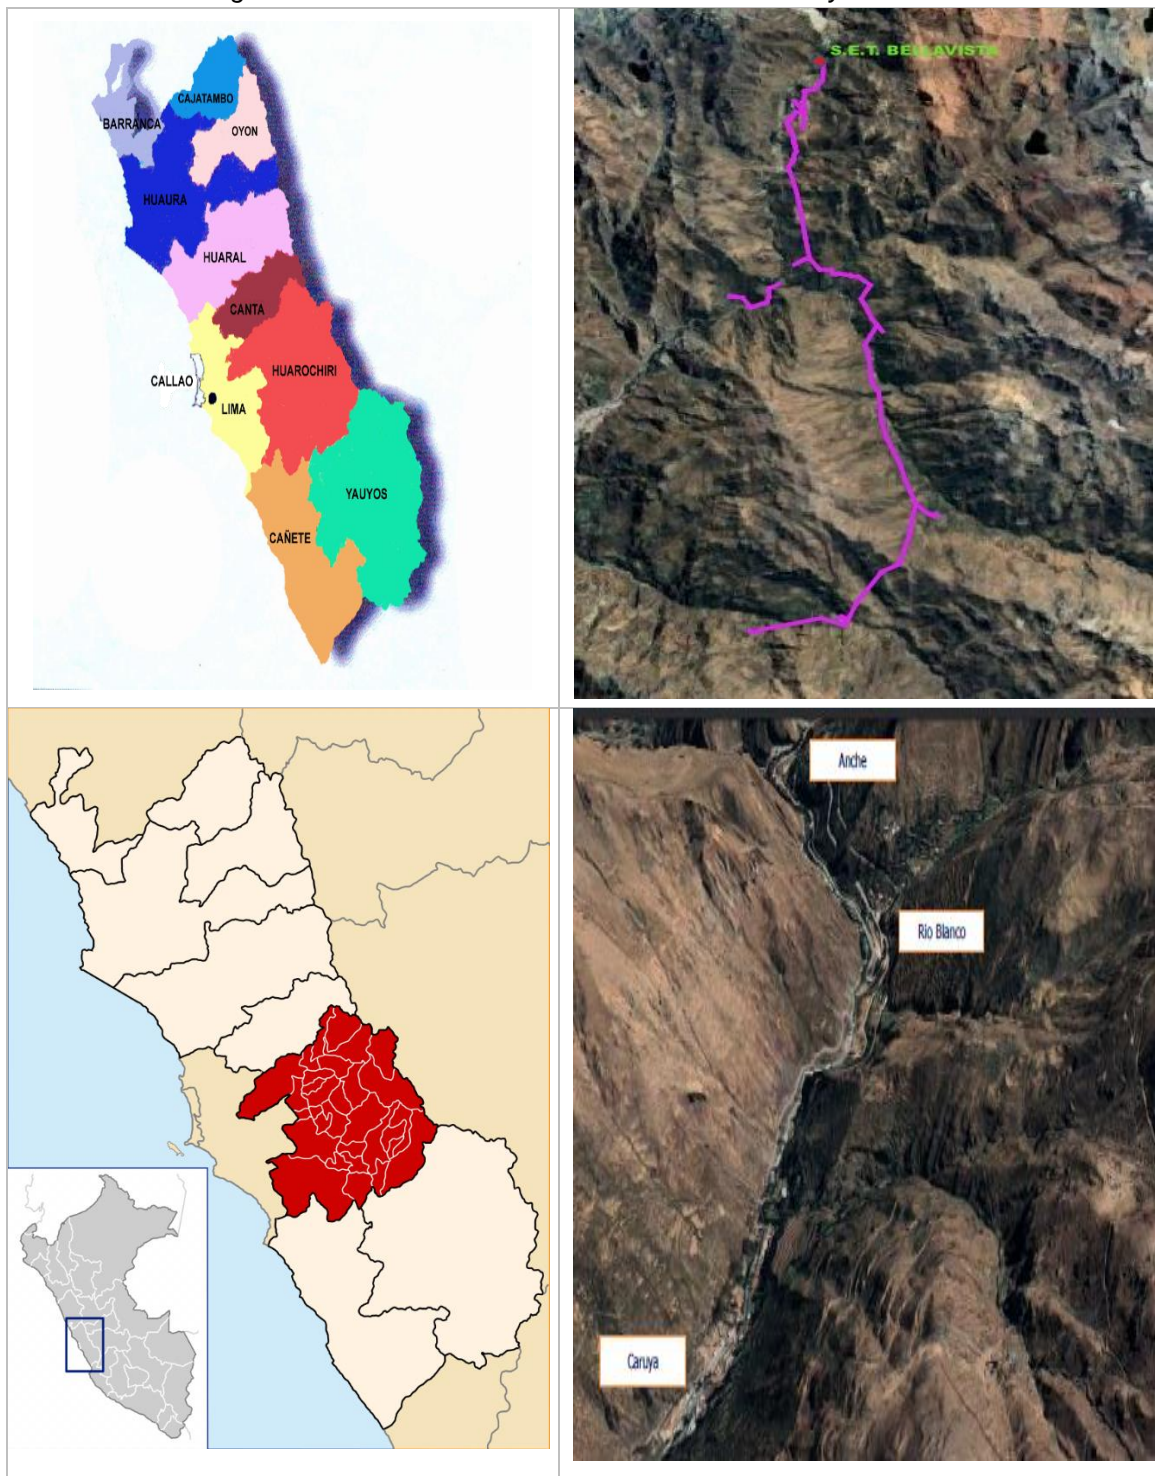 CAJATAMBO
BARRANCA
OYON
HUAURA
HUARAL
CANTA
HUAROCHIRI
CALLAO
LIMA
YAUYOS
CAÑETE
S.E.T. BELLAVISTA
Anche
Rio Blanco
Caruya